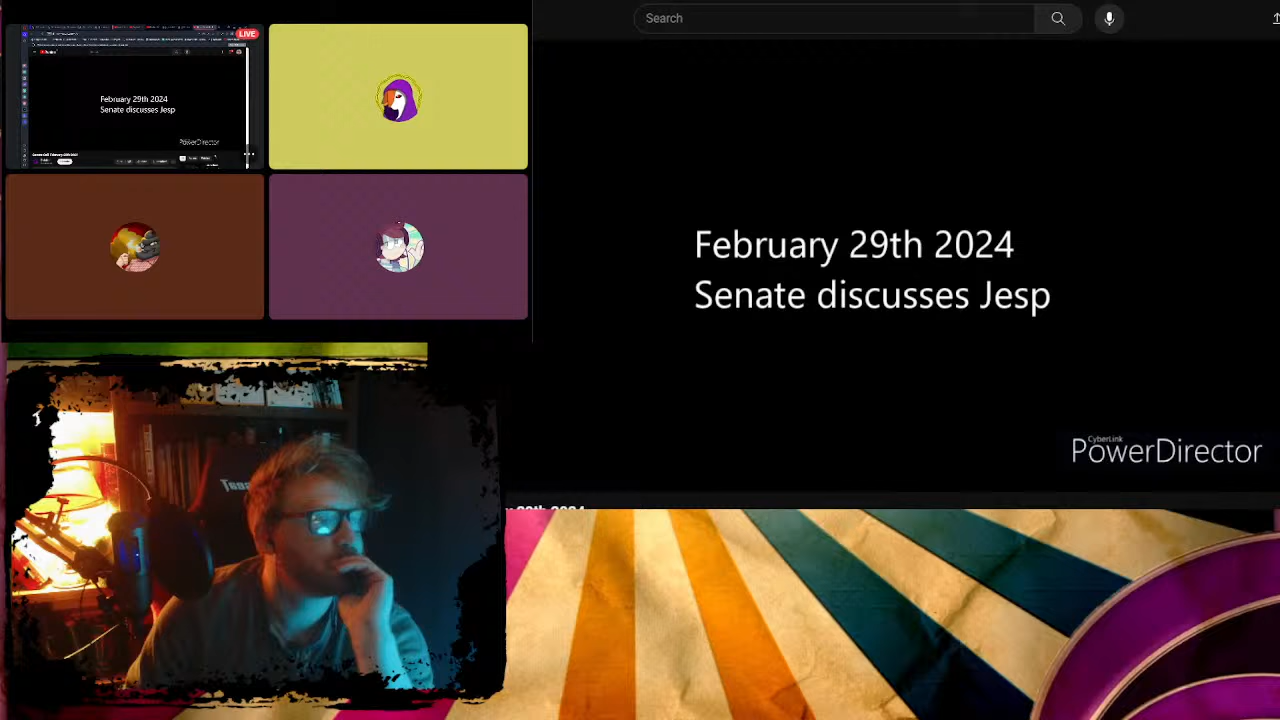 LIVE
February 29th 2024
Senate discusses Jesp
PowerDirector
Search
February 29th 2024
Senate discusses Jesp
CyberLink
PowerDirector